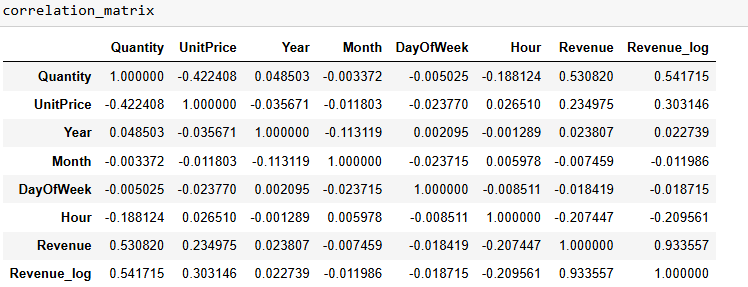 correlation_matrix
Quantity UnitPrice Year Month DayOfWeek Hour Revenue Revenue_log
Quantity 1.000000 -0.422408 0.048503 -0.003372 -0.005025 -0.188124 0.530820 0.541715
UnitPrice -0.422408 1.000000 -0.035671 -0.011803 -0.023770 0.026510 0.234975 0.303146
Year 0.048503 -0.035671 1.000000 -0.113119 0.002095 -0.001289 0.023807 0.022739
Month -0.003372 -0.011803 -0.113119 1.000000 -0.023715 0.005978 -0.007459 -0.011986
DayOfWeek -0.005025 -0.023770 0.002095 -0.023715 1.000000 -0.008511 -0.018419 -0.018715
Hour -0.188124 0.026510 -0.001289 0.005978 -0.008511 1.000000 -0.207447 -0.209561
Revenue 0.530820 0.234975 0.023807 -0.007459 -0.018419 -0.207447 1.000000 0.933557
Revenue_log 0.541715 0.303146 0.022739 -0.011986 -0.018715 -0.209561 0.933557 1.000000